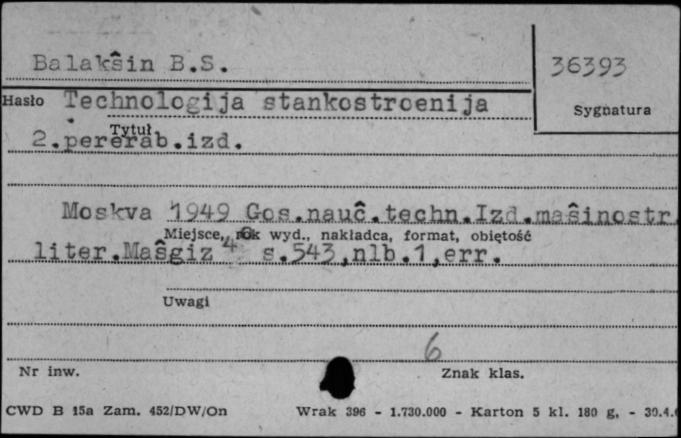 Balakŝin B.S.
36393
Hasło Technologija stankostroenija
Sygnatura
Tytuł
2.pererab.izd.
Moskva 1949 Gos.nauĉ.techn.Izd.maŝinostr.
Miejsce, rok wyd., nakładca, format, objętość
liter.Maŝgiz 4° s.543,nlb.1,err.
Uwagi
6
Nr inw.
Znak klas.
CWD B 15a Zam. 452/DW/On Wrak 396 - 1.730.000 - Karton 5 kl. 180 g, - 30.4.